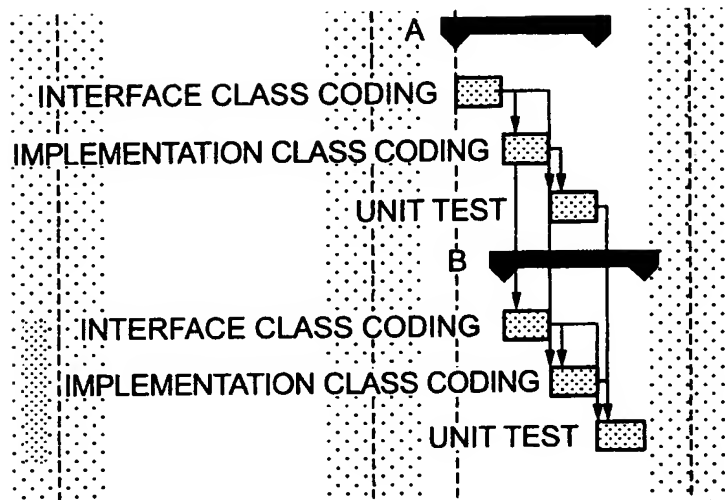 A
INTERFACE CLASS CODING
IMPLEMENTATION CLASS CODING
UNIT TEST
B
INTERFACE CLASS CODING
IMPLEMENTATION CLASS CODING
UNIT TEST